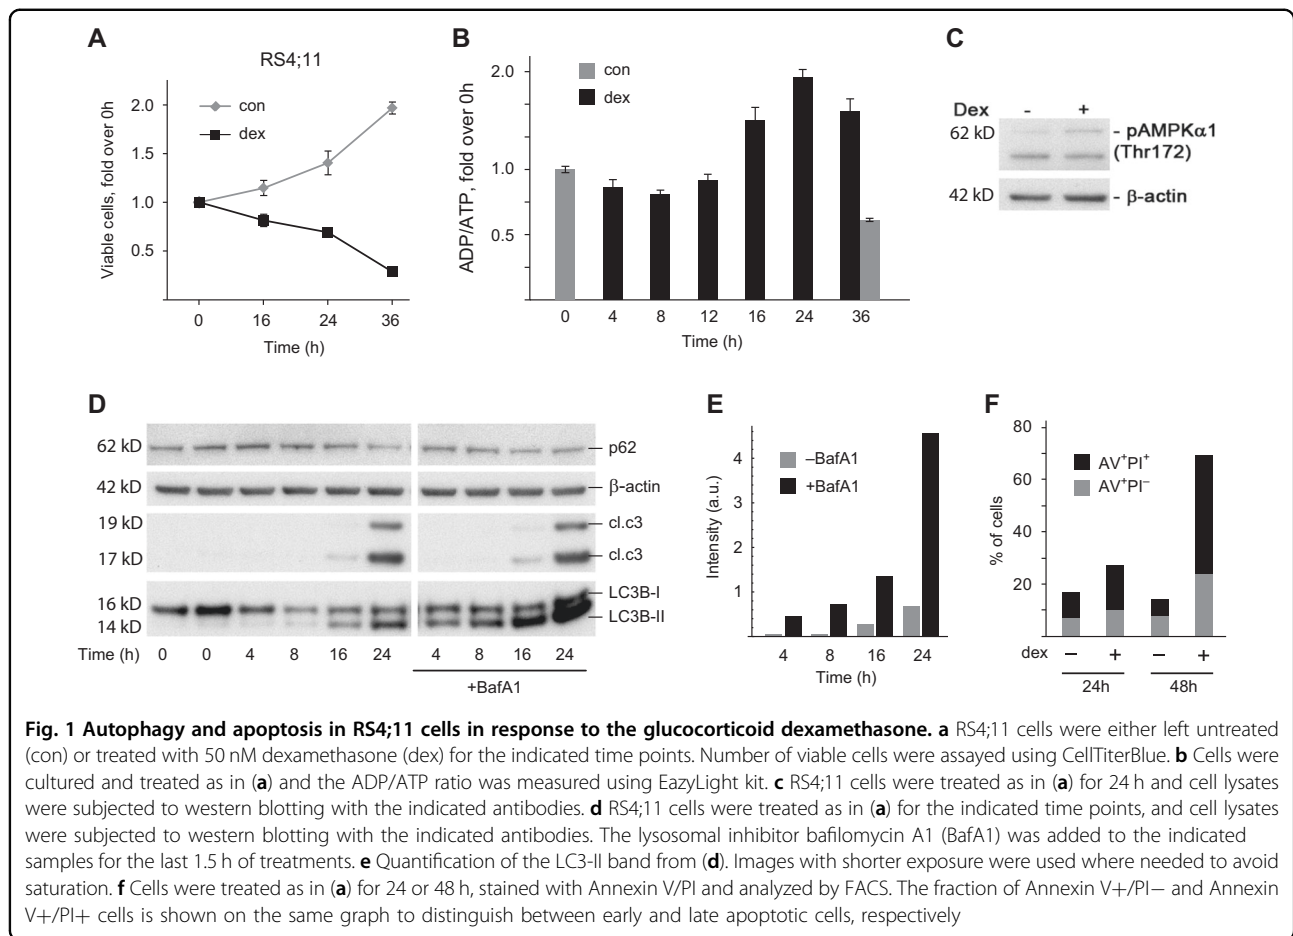 A
RS4;11
Viable cells, fold over 0h
2.0
1.5
1.0
0.5
con
dex
0 16 24 36
Time (h)
B
ADP/ATP, fold over 0h
2.0
1.0
0.5
con
dex
0 4 8 12 16 24 36
Time (h)
C
Dex - +
62 kD - pAMPKα1
(Thr172)
42 kD - β-actin
D
62 kD p62
42 kD β-actin
19 kD cl.c3
17 kD cl.c3
16 kD LC3B-I
14 kD LC3B-II
Time (h) 0 0 4 8 16 24 4 8 16 24
+BafA1
E
Intensity (a.u.)
4
3
2
1
–BafA1
+BafA1
4 8 16 24
Time (h)
F
% of cells
80
60
40
20
AV⁺PI⁺
AV⁺PI⁻
dex – + – +
24h 48h
Fig. 1 Autophagy and apoptosis in RS4;11 cells in response to the glucocorticoid dexamethasone. a RS4;11 cells were either left untreated
(con) or treated with 50 nM dexamethasone (dex) for the indicated time points. Number of viable cells were assayed using CellTiterBlue. b Cells were
cultured and treated as in (a) and the ADP/ATP ratio was measured using EazyLight kit. c RS4;11 cells were treated as in (a) for 24 h and cell lysates
were subjected to western blotting with the indicated antibodies. d RS4;11 cells were treated as in (a) for the indicated time points, and cell lysates
were subjected to western blotting with the indicated antibodies. The lysosomal inhibitor bafilomycin A1 (BafA1) was added to the indicated
samples for the last 1.5 h of treatments. e Quantification of the LC3-II band from (d). Images with shorter exposure were used where needed to avoid
saturation. f Cells were treated as in (a) for 24 or 48 h, stained with Annexin V/PI and analyzed by FACS. The fraction of Annexin V+/PI− and Annexin
V+/PI+ cells is shown on the same graph to distinguish between early and late apoptotic cells, respectively